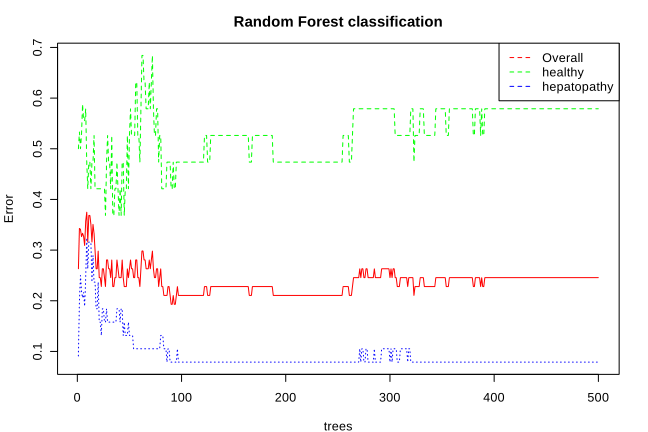 Random Forest classification
Overall
healthy
hepatopathy
Error
0.7
0.6
0.5
0.4
0.3
0.2
0.1
0 100 200 300 400 500
trees